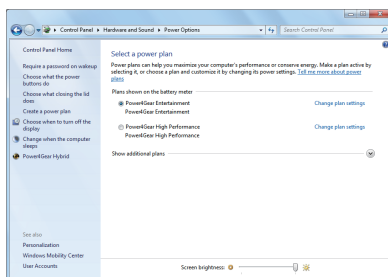 Control Panel ▸ Hardware and Sound ▸ Power Options
Search Control Panel
Control Panel Home
Require a password on wakeup
Choose what the power
buttons do
Choose what closing the lid
does
Create a power plan
Choose when to turn off the
display
Change when the computer
sleeps
Power4Gear Hybrid
See also
Personalization
Windows Mobility Center
User Accounts
Select a power plan
Power plans can help you maximize your computer's performance or conserve energy. Make a plan active by
selecting it, or choose a plan and customize it by changing its power settings. Tell me more about power
plans
Plans shown on the battery meter
Power4Gear Entertainment Change plan settings
Power4Gear Entertainment
Power4Gear High Performance Change plan settings
Power4Gear High Performance
Show additional plans
Screen brightness: